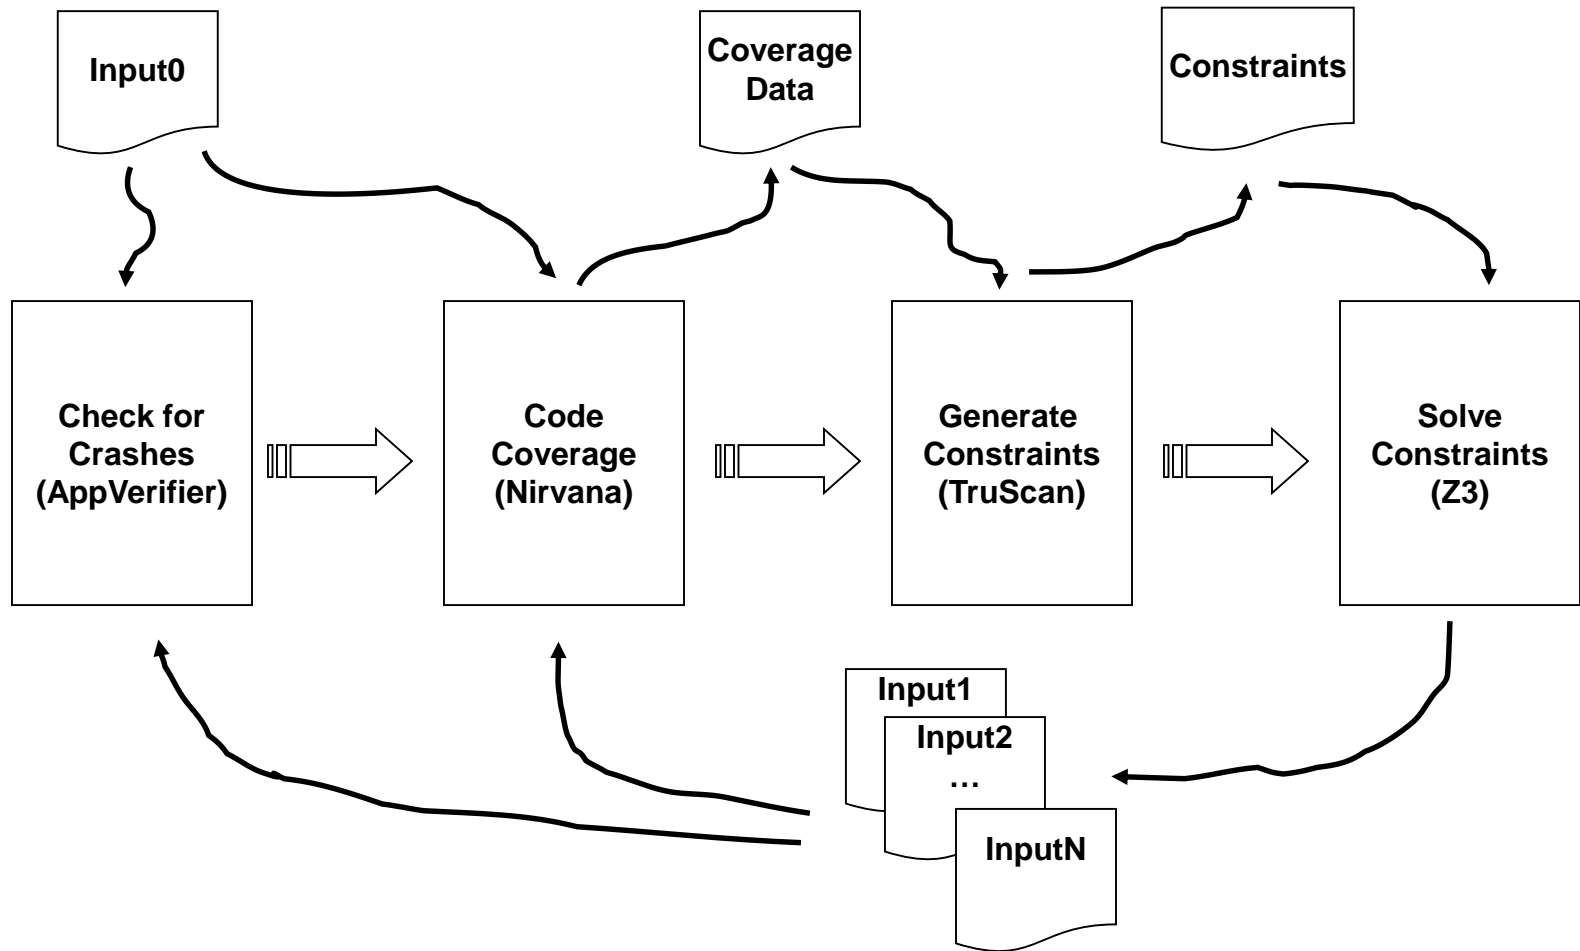 Input0
Coverage
Data
Constraints
Check for
Crashes
(AppVerifier)
Code
Coverage
(Nirvana)
Generate
Constraints
(TruScan)
Solve
Constraints
(Z3)
Input1
Input2
…
InputN